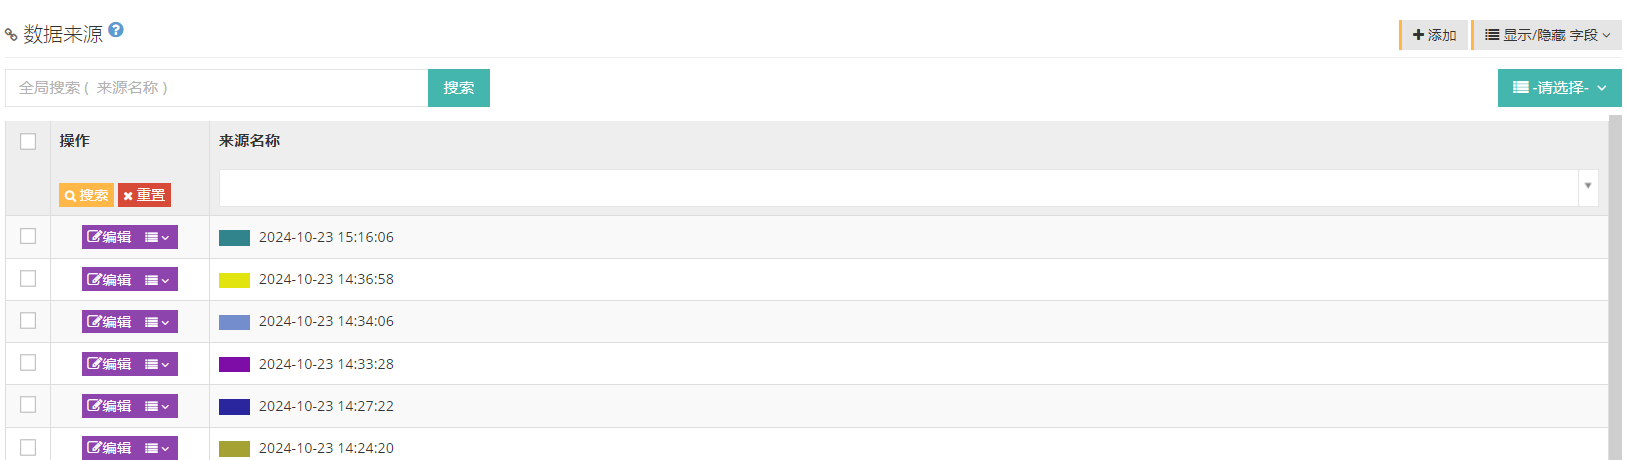 数据来源
添加 显示/隐藏 字段
全局搜索 ( 来源名称 ) 搜索 -请选择-
操作 来源名称
搜索 重置
编辑 2024-10-23 15:16:06
编辑 2024-10-23 14:36:58
编辑 2024-10-23 14:34:06
编辑 2024-10-23 14:33:28
编辑 2024-10-23 14:27:22
编辑 2024-10-23 14:24:20